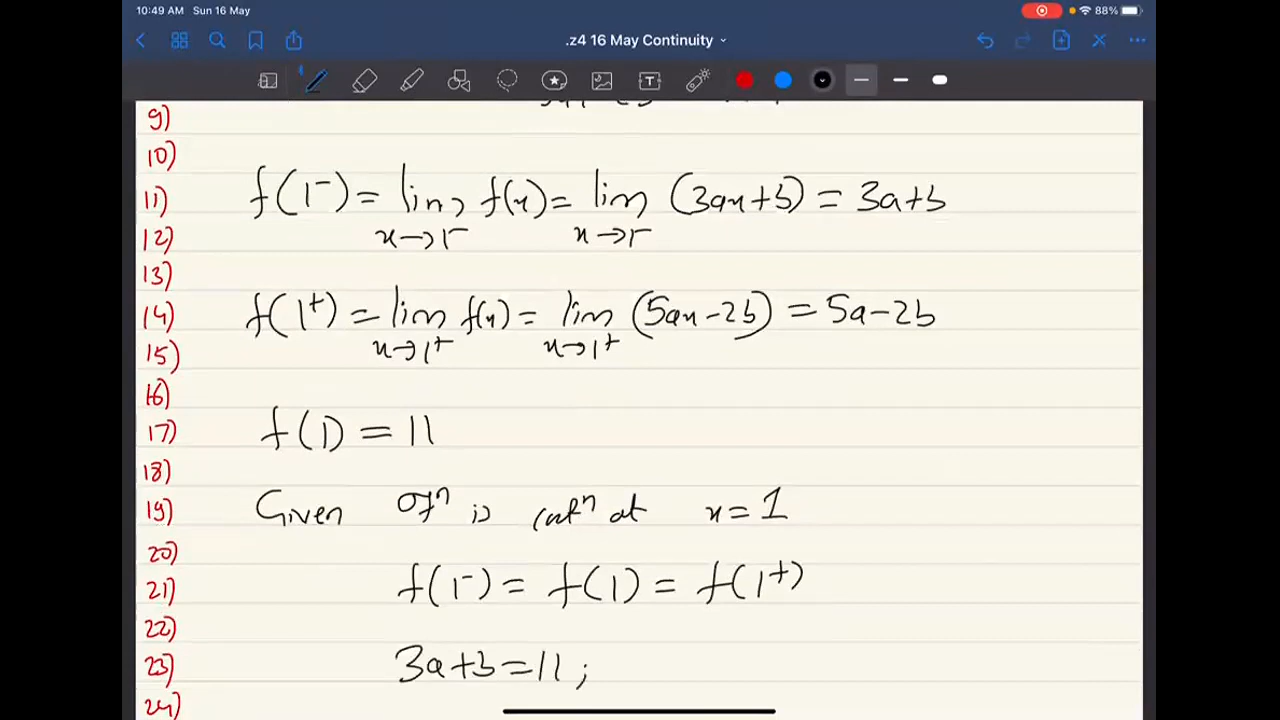 10:49 AM Sun 16 May
88%
.z4 16 May Continuity
9)
10)
11) f(1⁻) = lim f(x) = lim (3ax+b) = 3a+b
12) x→1⁻ x→1⁻
13)
14) f(1⁺) = lim f(x) = lim (5ax-2b) = 5a-2b
15) x→1⁺ x→1⁺
16)
17) f(1) = 11
18)
19) Given is at x = 1
20)
21) f(1⁻) = f(1) = f(1⁺)
22)
23) 3a+b = 11 ;
24)